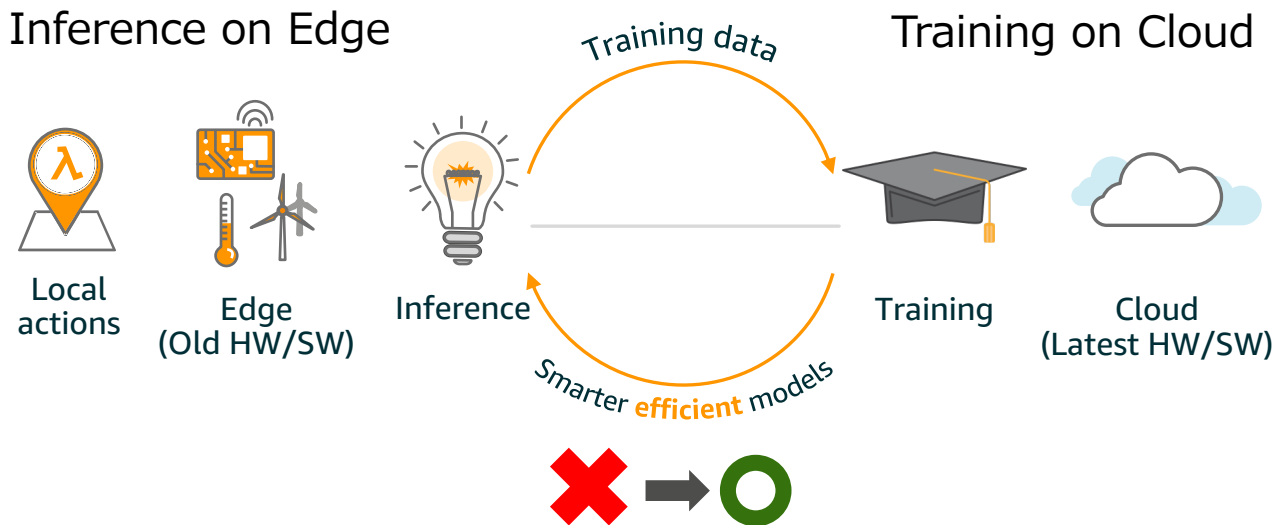 Inference on Edge
Training on Cloud
Training data
λ
Local
actions
Edge
(Old HW/SW)
Inference
Training
Cloud
(Latest HW/SW)
Smarter efficient models